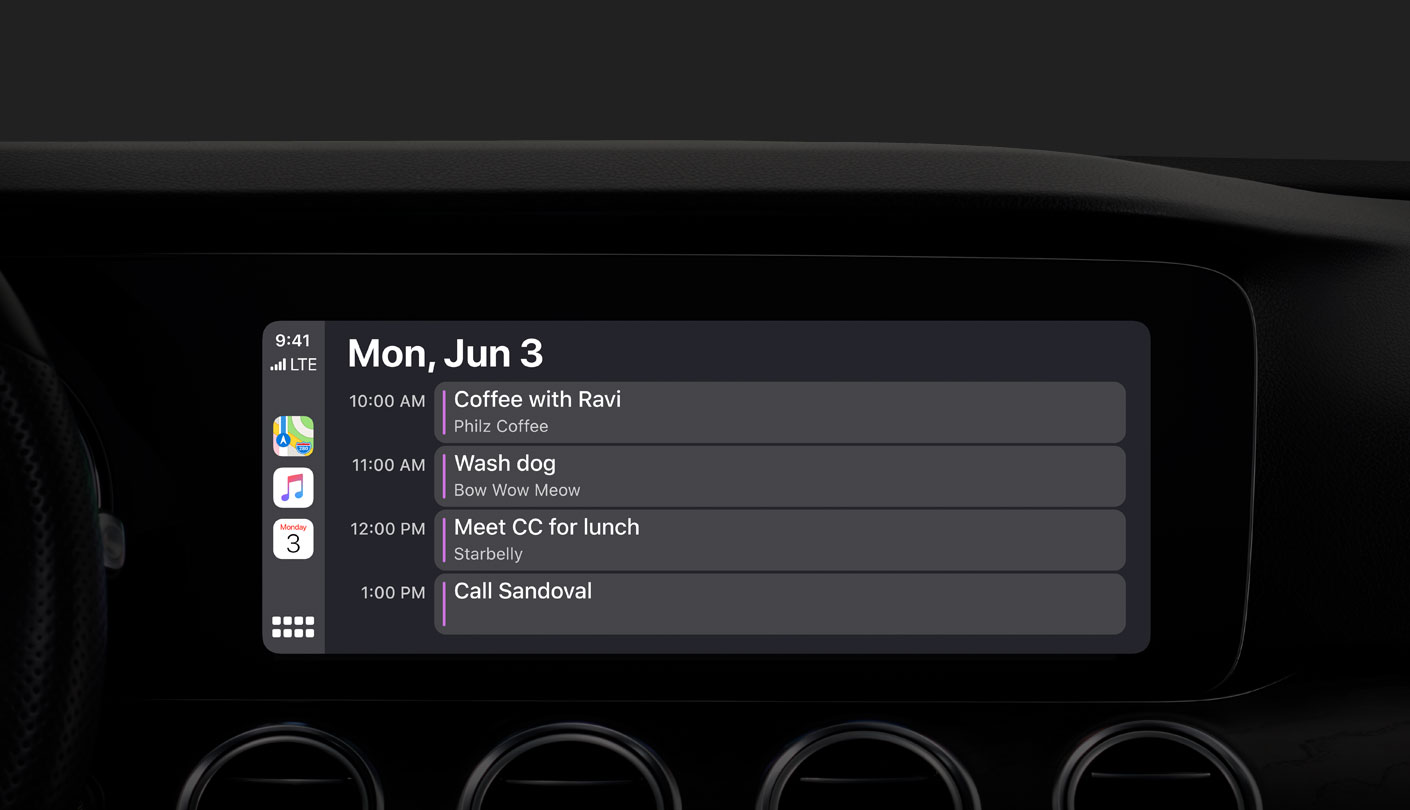 9:41
LTE
Mon, Jun 3
10:00 AM
Coffee with Ravi
Philz Coffee
11:00 AM
Wash dog
Bow Wow Meow
12:00 PM
Meet CC for lunch
Starbelly
1:00 PM
Call Sandoval
280
Monday
3